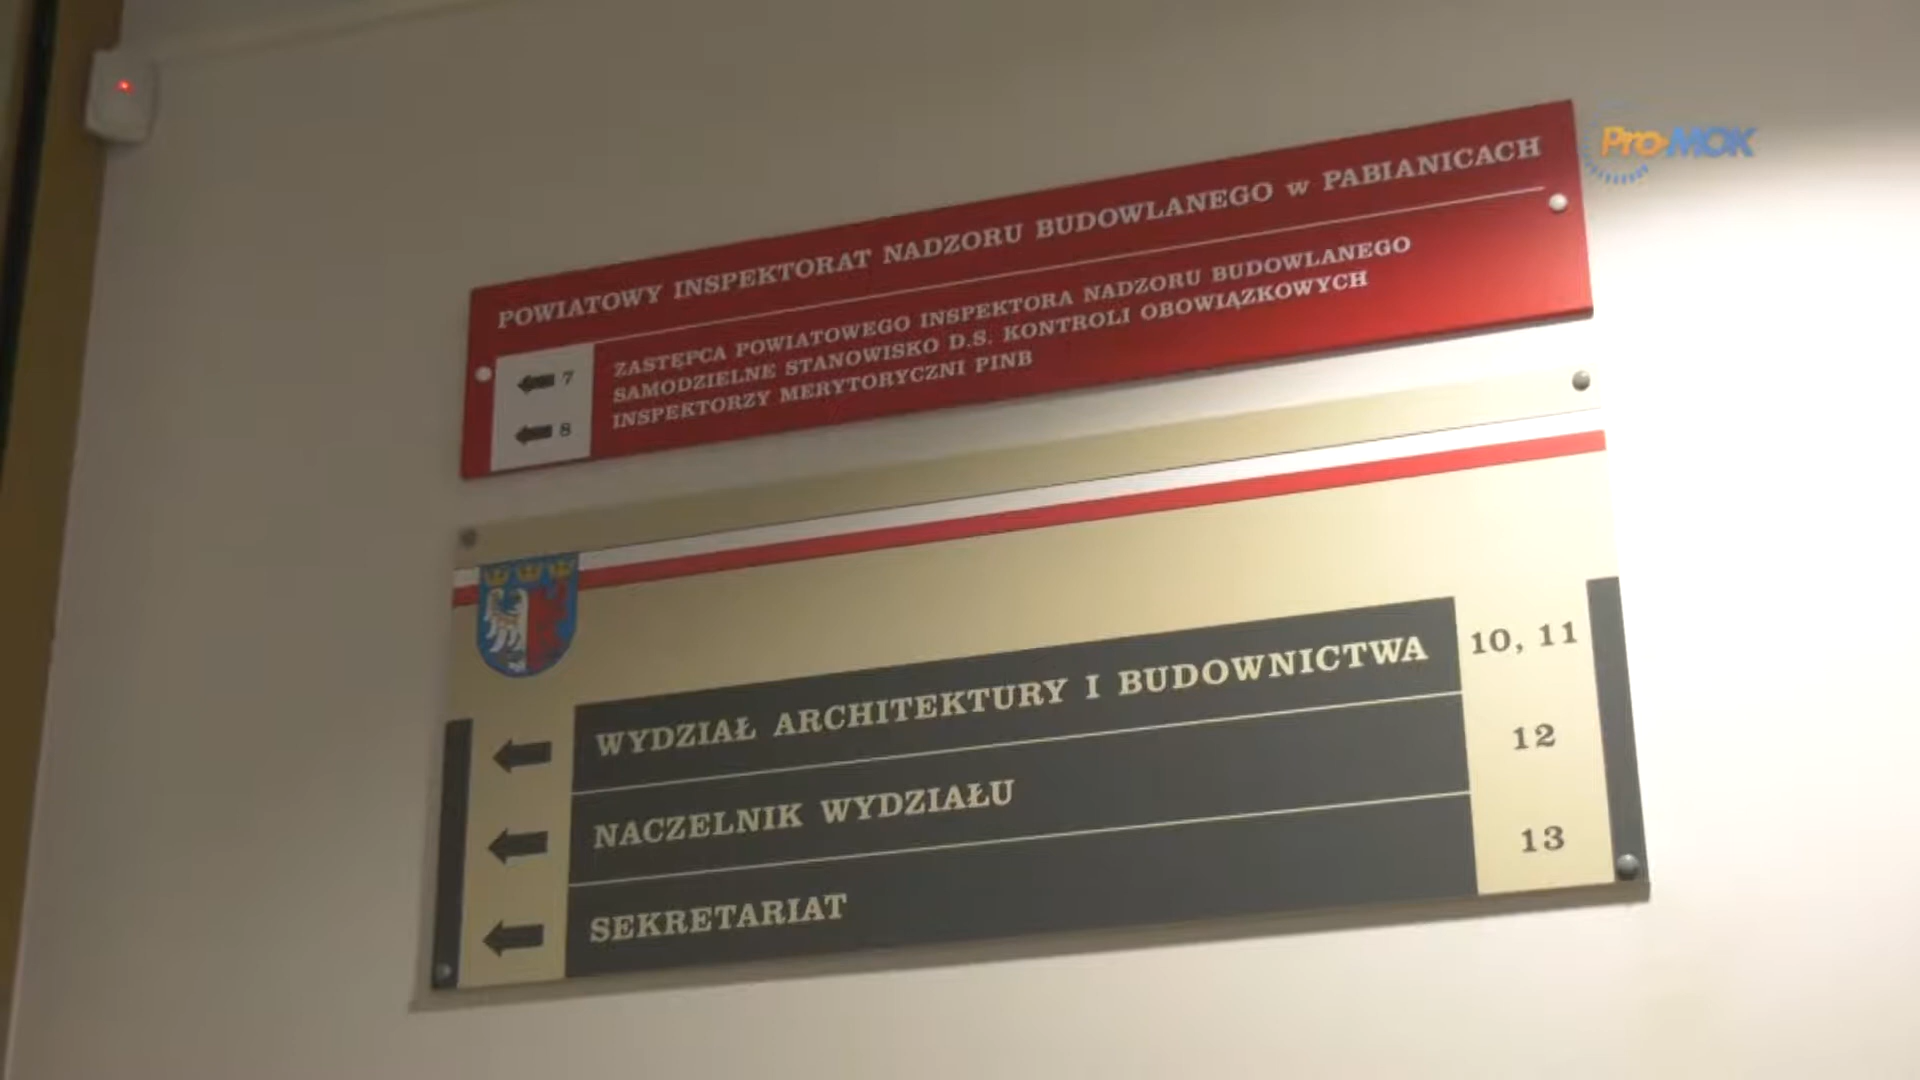 Pro-MOK
POWIATOWY INSPEKTORAT NADZORU BUDOWLANEGO w PABIANICACH
7
ZASTĘPCA POWIATOWEGO INSPEKTORA NADZORU BUDOWLANEGO
SAMODZIELNE STANOWISKO D.S. KONTROLI OBOWIĄZKOWYCH
8
INSPEKTORZY MERYTORYCZNI PINB
WYDZIAŁ ARCHITEKTURY I BUDOWNICTWA 10, 11
NACZELNIK WYDZIAŁU 12
SEKRETARIAT 13